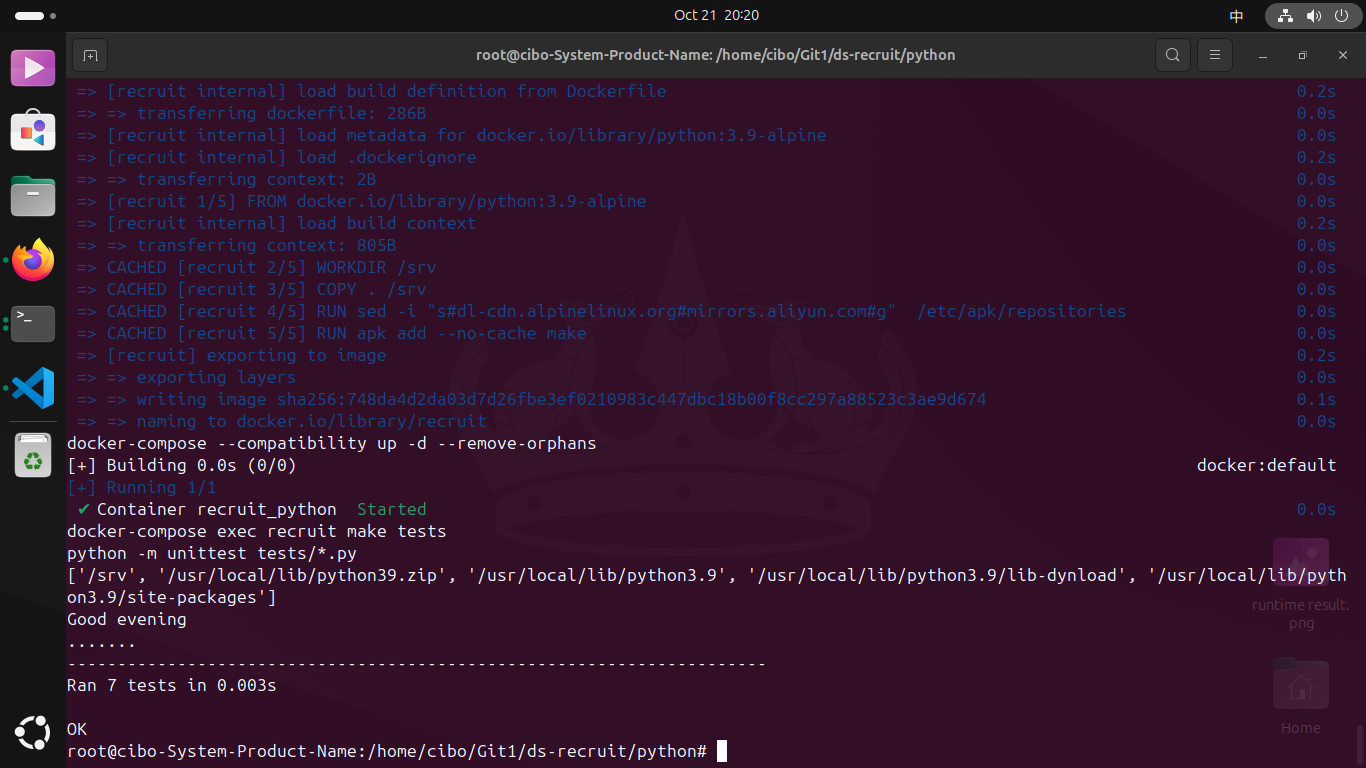 Oct 21 20:20
中
root@cibo-System-Product-Name: /home/cibo/Git1/ds-recruit/python
=> [recruit internal] load build definition from Dockerfile 0.2s
=> => transferring dockerfile: 286B 0.0s
=> [recruit internal] load metadata for docker.io/library/python:3.9-alpine 0.0s
=> [recruit internal] load .dockerignore 0.2s
=> => transferring context: 2B 0.0s
=> [recruit 1/5] FROM docker.io/library/python:3.9-alpine 0.0s
=> [recruit internal] load build context 0.2s
=> => transferring context: 805B 0.0s
=> CACHED [recruit 2/5] WORKDIR /srv 0.0s
=> CACHED [recruit 3/5] COPY . /srv 0.0s
=> CACHED [recruit 4/5] RUN sed -i "s#dl-cdn.alpinelinux.org#mirrors.aliyun.com#g"  /etc/apk/repositories 0.0s
=> CACHED [recruit 5/5] RUN apk add --no-cache make 0.0s
=> [recruit] exporting to image 0.2s
=> => exporting layers 0.0s
=> => writing image sha256:748da4d2da03d7d26fbe3ef0210983c447dbc18b00f8cc297a88523c3ae9d674 0.1s
=> => naming to docker.io/library/recruit 0.0s
docker-compose --compatibility up -d --remove-orphans
[+] Building 0.0s (0/0) docker:default
[+] Running 1/1
✔ Container recruit_python  Started 0.0s
docker-compose exec recruit make tests
python -m unittest tests/*.py
['/srv', '/usr/local/lib/python39.zip', '/usr/local/lib/python3.9', '/usr/local/lib/python3.9/lib-dynload', '/usr/local/lib/pyth
on3.9/site-packages']
Good evening
.......
----------------------------------------------------------------------
Ran 7 tests in 0.003s
OK
root@cibo-System-Product-Name:/home/cibo/Git1/ds-recruit/python#
runtime result.
png
Home